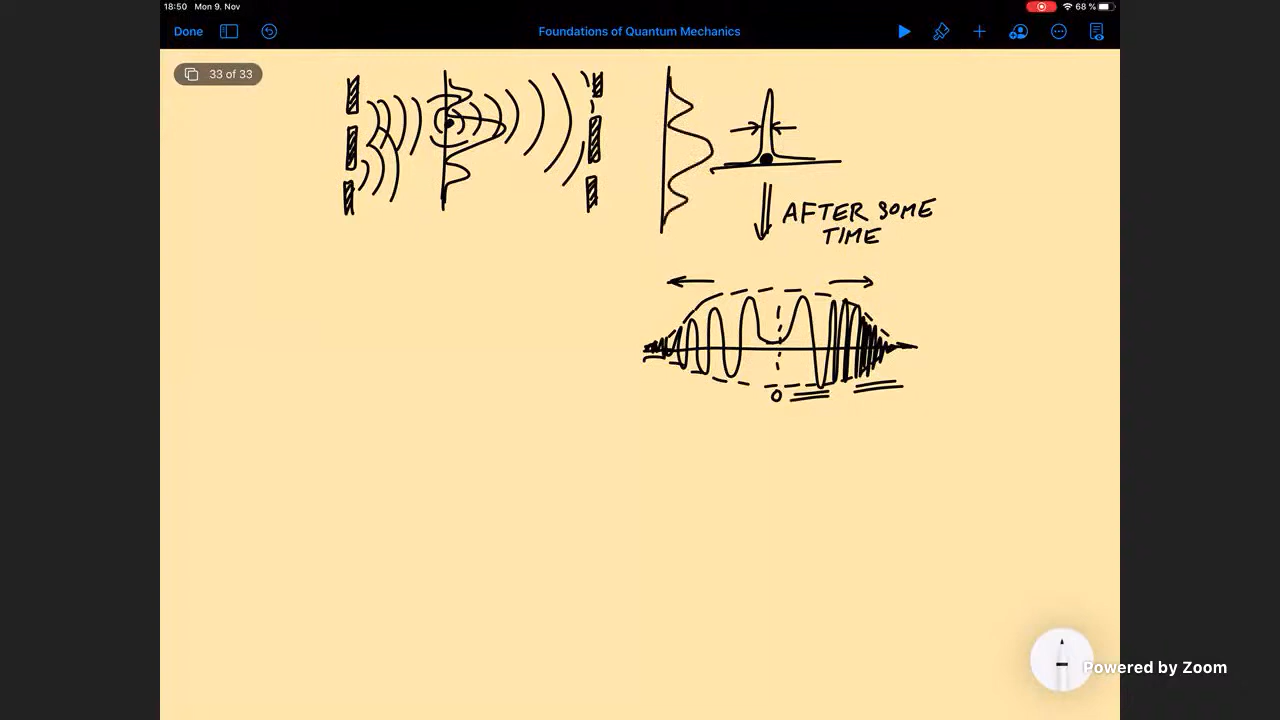 18:50 Mon 9. Nov
68 %
Done
Foundations of Quantum Mechanics
33 of 33
AFTER SOME
TIME
0
Powered by Zoom